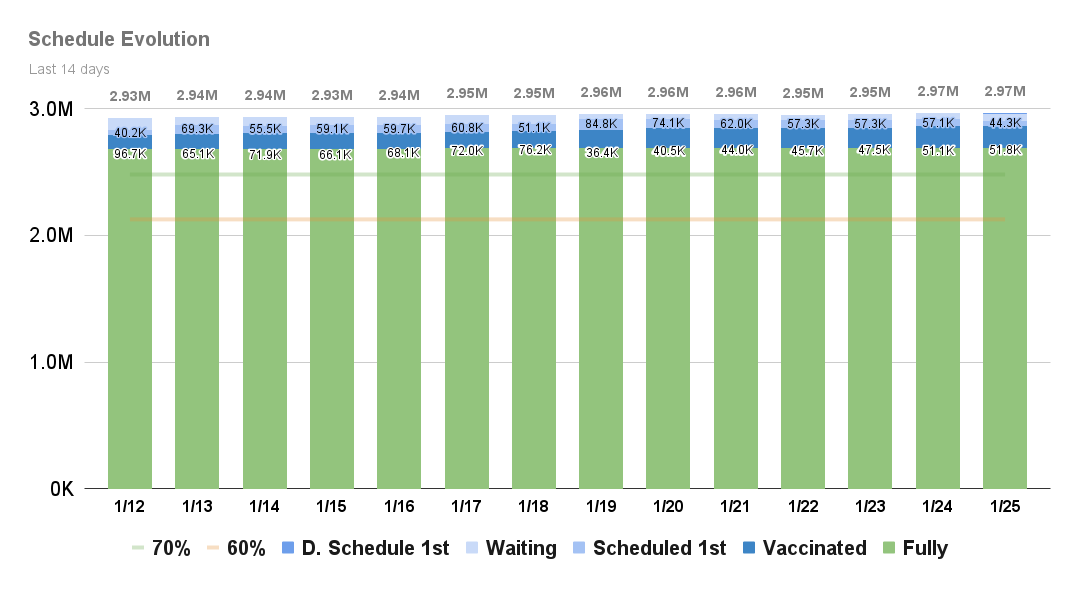 Schedule Evolution
Last 14 days
2.93M 2.94M 2.94M 2.93M 2.94M 2.95M 2.95M 2.96M 2.96M 2.96M 2.95M 2.95M 2.97M 2.97M
3.0M
40.2K 69.3K 55.5K 59.1K 59.7K 60.8K 51.1K 84.8K 74.1K 62.0K 57.3K 57.3K 57.1K 44.3K
96.7K 65.1K 71.9K 66.1K 68.1K 72.0K 76.2K 36.4K 40.5K 44.0K 45.7K 47.5K 51.1K 51.8K
2.0M
1.0M
0K
1/12 1/13 1/14 1/15 1/16 1/17 1/18 1/19 1/20 1/21 1/22 1/23 1/24 1/25
70% 60% D. Schedule 1st Waiting Scheduled 1st Vaccinated Fully